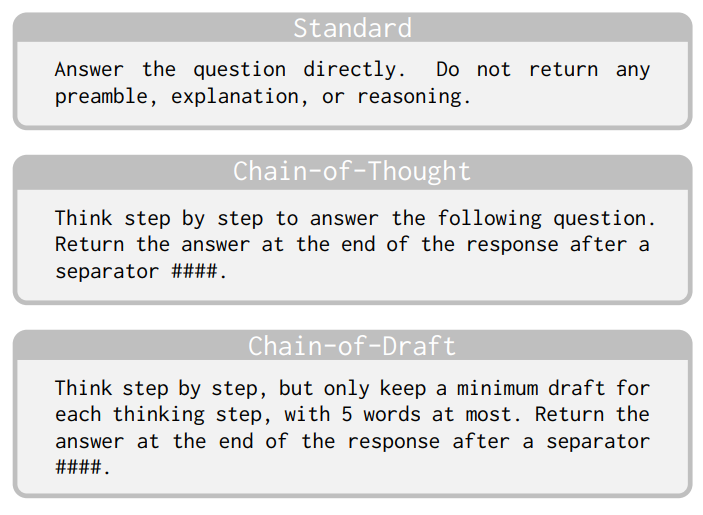 Standard
Answer the question directly. Do not return any
preamble, explanation, or reasoning.
Chain-of-Thought
Think step by step to answer the following question.
Return the answer at the end of the response after a
separator ####.
Chain-of-Draft
Think step by step, but only keep a minimum draft for
each thinking step, with 5 words at most. Return the
answer at the end of the response after a separator
####.